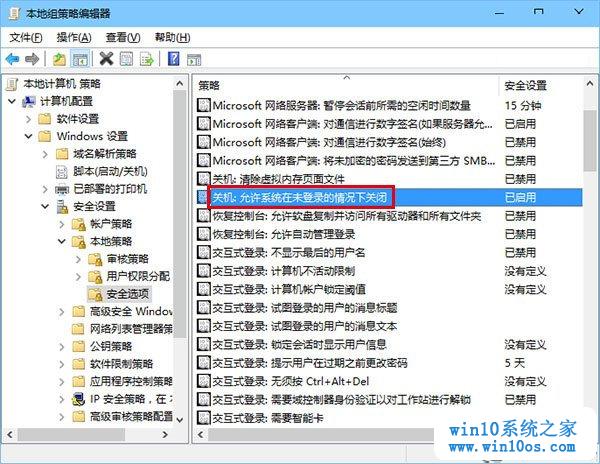 本地组策略编辑器
文件(F) 操作(A) 查看(V) 帮助(H)
本地计算机 策略
计算机配置
软件设置
Windows 设置
域名解析策略
脚本(启动/关机)
已部署的打印机
安全设置
帐户策略
本地策略
审核策略
用户权限分配
安全选项
高级安全 Window
网络列表管理器策
公钥策略
软件限制策略
应用程序控制策略
IP 安全策略，在
高级审核策略配置
策略 安全设置
Microsoft 网络服务器: 暂停会话前所需的空闲时间数量 15 分钟
Microsoft 网络客户端: 对通信进行数字签名(如果服务器允... 已启用
Microsoft 网络客户端: 对通信进行数字签名(始终) 已禁用
Microsoft 网络客户端: 将未加密的密码发送到第三方 SMB... 已禁用
关机: 清除虚拟内存页面文件 已禁用
关机: 允许系统在未登录的情况下关闭 已启用
恢复控制台: 允许软盘复制并访问所有驱动器和所有文件夹 已禁用
恢复控制台: 允许自动管理登录 已禁用
交互式登录: 不显示最后的用户名 已禁用
交互式登录: 计算机不活动限制 没有定义
交互式登录: 计算机帐户锁定阈值 没有定义
交互式登录: 试图登录的用户的消息标题
交互式登录: 试图登录的用户的消息文本
交互式登录: 锁定会话时显示用户信息 没有定义
交互式登录: 提示用户在过期之前更改密码 5 天
交互式登录: 无须按 Ctrl+Alt+Del 没有定义
交互式登录: 需要域控制器身份验证以对工作站进行解锁 已禁用
交互式登录: 需要智能卡
win10系统之家
www.win10os.com